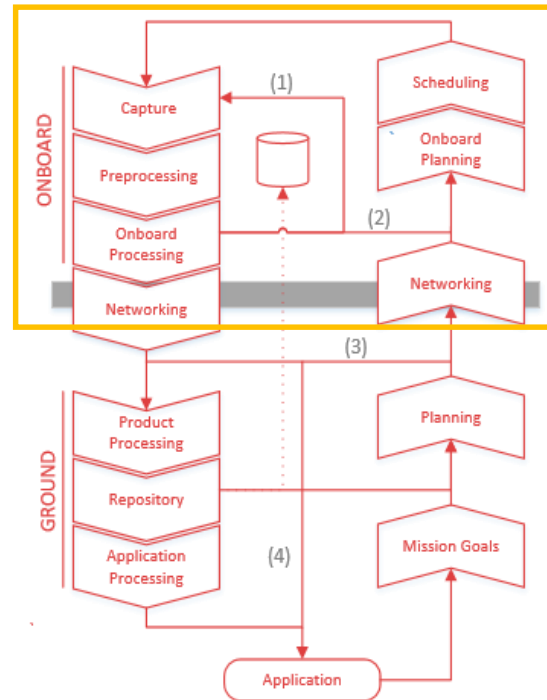 ONBOARD
Capture
Preprocessing
Onboard
Processing
Networking
(1)
(2)
Scheduling
Onboard
Planning
Networking
(3)
GROUND
Product
Processing
Repository
Application
Processing
(4)
Planning
Mission Goals
Application